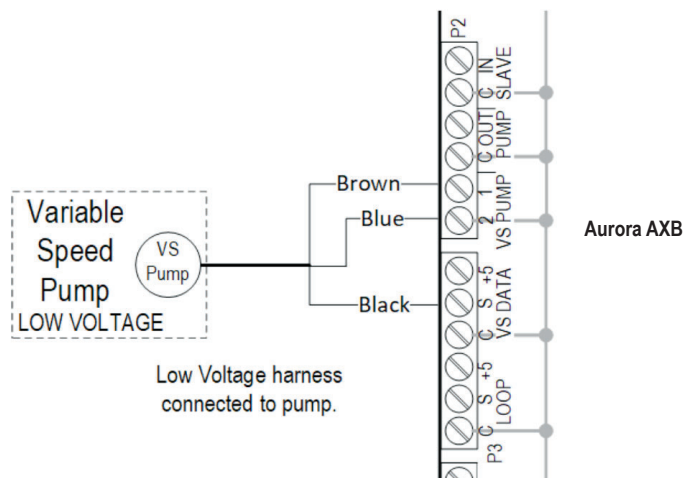 P2
IN
C
SLAVE
OUT
C
PUMP
1
2
VS PUMP
+5
S
C
VS DATA
+5
S
C
LOOP
P3
Brown
Blue
Black
Variable
Speed
Pump
LOW VOLTAGE
VS
Pump
Low Voltage harness
connected to pump.
Aurora AXB